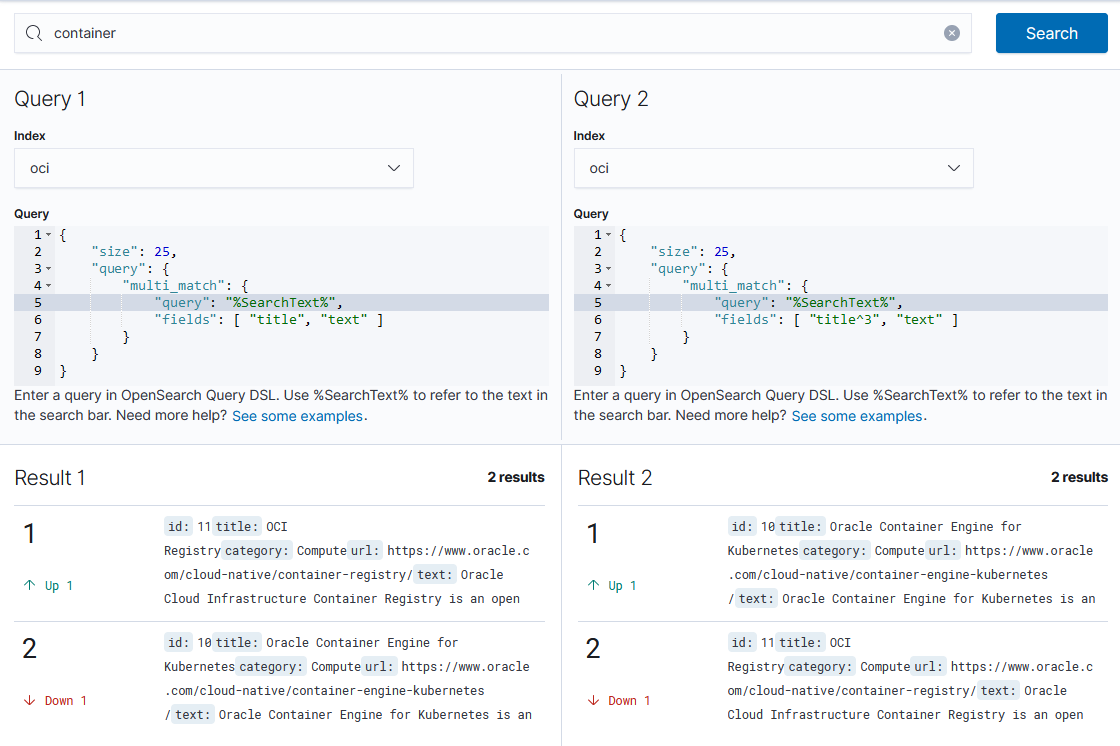 container
Search
Query 1
Index
oci
Query
1 {
2     "size": 25,
3     "query": {
4         "multi_match": {
5             "query": "%SearchText%",
6             "fields": [ "title", "text" ]
7         }
8     }
9 }
Enter a query in OpenSearch Query DSL. Use %SearchText% to refer to the text in
the search bar. Need more help? See some examples.
Query 2
Index
oci
Query
1 {
2     "size": 25,
3     "query": {
4         "multi_match": {
5             "query": "%SearchText%",
6             "fields": [ "title^3", "text" ]
7         }
8     }
9 }
Enter a query in OpenSearch Query DSL. Use %SearchText% to refer to the text in
the search bar. Need more help? See some examples.
Result 1
2 results
1
Up 1
id: 11 title: OCI
Registry category: Compute url: https://www.oracle.c
om/cloud-native/container-registry/ text: Oracle
Cloud Infrastructure Container Registry is an open
2
Down 1
id: 10 title: Oracle Container Engine for
Kubernetes category: Compute url: https://www.oracle
.com/cloud-native/container-engine-kubernetes
/ text: Oracle Container Engine for Kubernetes is an
Result 2
2 results
1
Up 1
id: 10 title: Oracle Container Engine for
Kubernetes category: Compute url: https://www.oracle
.com/cloud-native/container-engine-kubernetes
/ text: Oracle Container Engine for Kubernetes is an
2
Down 1
id: 11 title: OCI
Registry category: Compute url: https://www.oracle.c
om/cloud-native/container-registry/ text: Oracle
Cloud Infrastructure Container Registry is an open